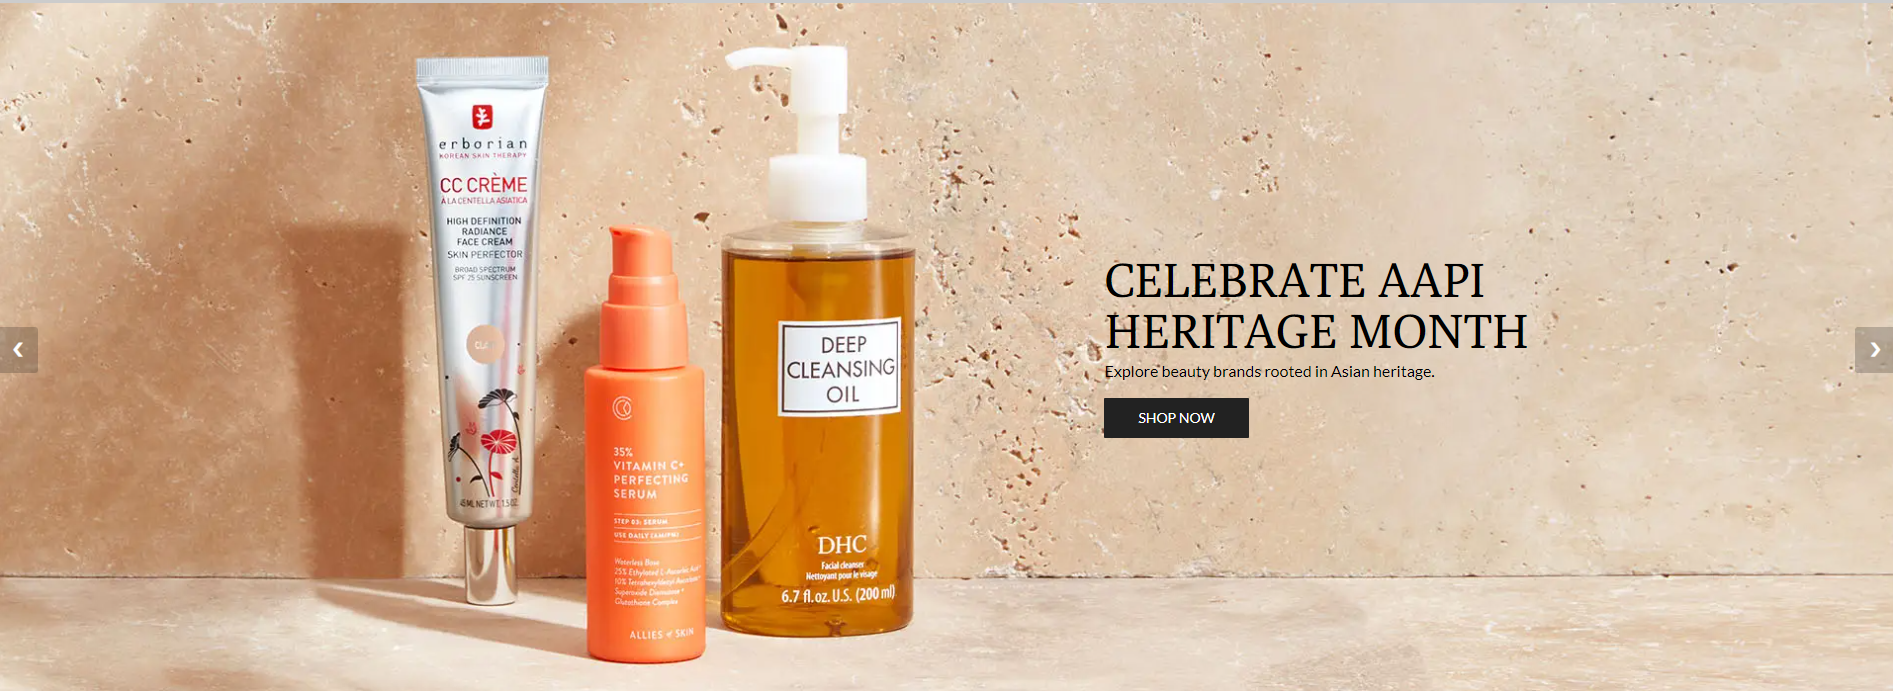 erborian
KOREAN SKIN THERAPY
CC CRÈME
À LA CENTELLA ASIATICA
HIGH DEFINITION
RADIANCE
FACE CREAM
SKIN PERFECTOR
BROAD SPECTRUM
SPF 25 SUNSCREEN
45 ML NET WT. 1.5 OZ.
35%
VITAMIN C+
PERFECTING
SERUM
STEP 03: SERUM
USE DAILY (AM/PM)
Waterless Base
25% Ethylated L-Ascorbic Acid
10% Tetrahexyldecyl Ascorbate
Superoxide Dismutase +
Glutathione Complex
ALLIES of SKIN
DEEP
CLEANSING
OIL
DHC
Facial cleanser
Nettoyant pour le visage
6.7 fl. oz. U.S. (200 ml)
CELEBRATE AAPI
HERITAGE MONTH
Explore beauty brands rooted in Asian heritage.
SHOP NOW